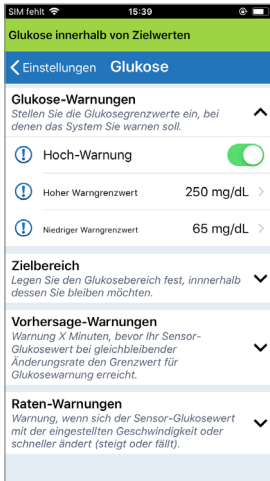 SIM fehlt 15:39
Glukose innerhalb von Zielwerten
Einstellungen Glukose
Glukose-Warnungen
Stellen Sie die Glukosegrenzwerte ein, bei
denen das System Sie warnen soll.
Hoch-Warnung
Hoher Warngrenzwert 250 mg/dL
Niedriger Warngrenzwert 65 mg/dL
Zielbereich
Legen Sie den Glukosebereich fest, innnerhalb
dessen Sie bleiben möchten.
Vorhersage-Warnungen
Warnung X Minuten, bevor Ihr Sensor-
Glukosewert bei gleichbleibender
Änderungsrate den Grenzwert für
Glukosewarnung erreicht.
Raten-Warnungen
Warnung, wenn sich der Sensor-Glukosewert
mit der eingestellten Geschwindigkeit oder
schneller ändert (steigt oder fällt).